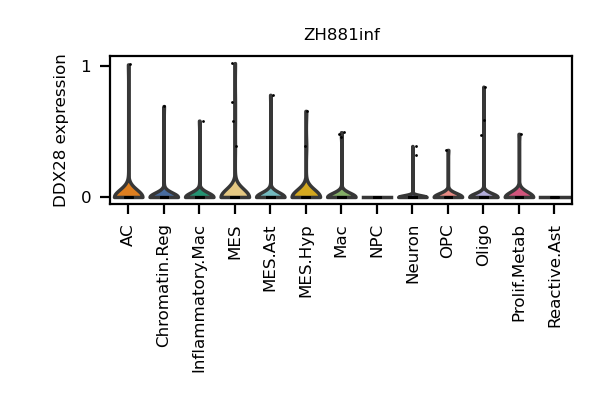 ZH881inf
DDX28 expression
1
0
AC
Chromatin.Reg
Inflammatory.Mac
MES
MES.Ast
MES.Hyp
Mac
NPC
Neuron
OPC
Oligo
Prolif.Metab
Reactive.Ast